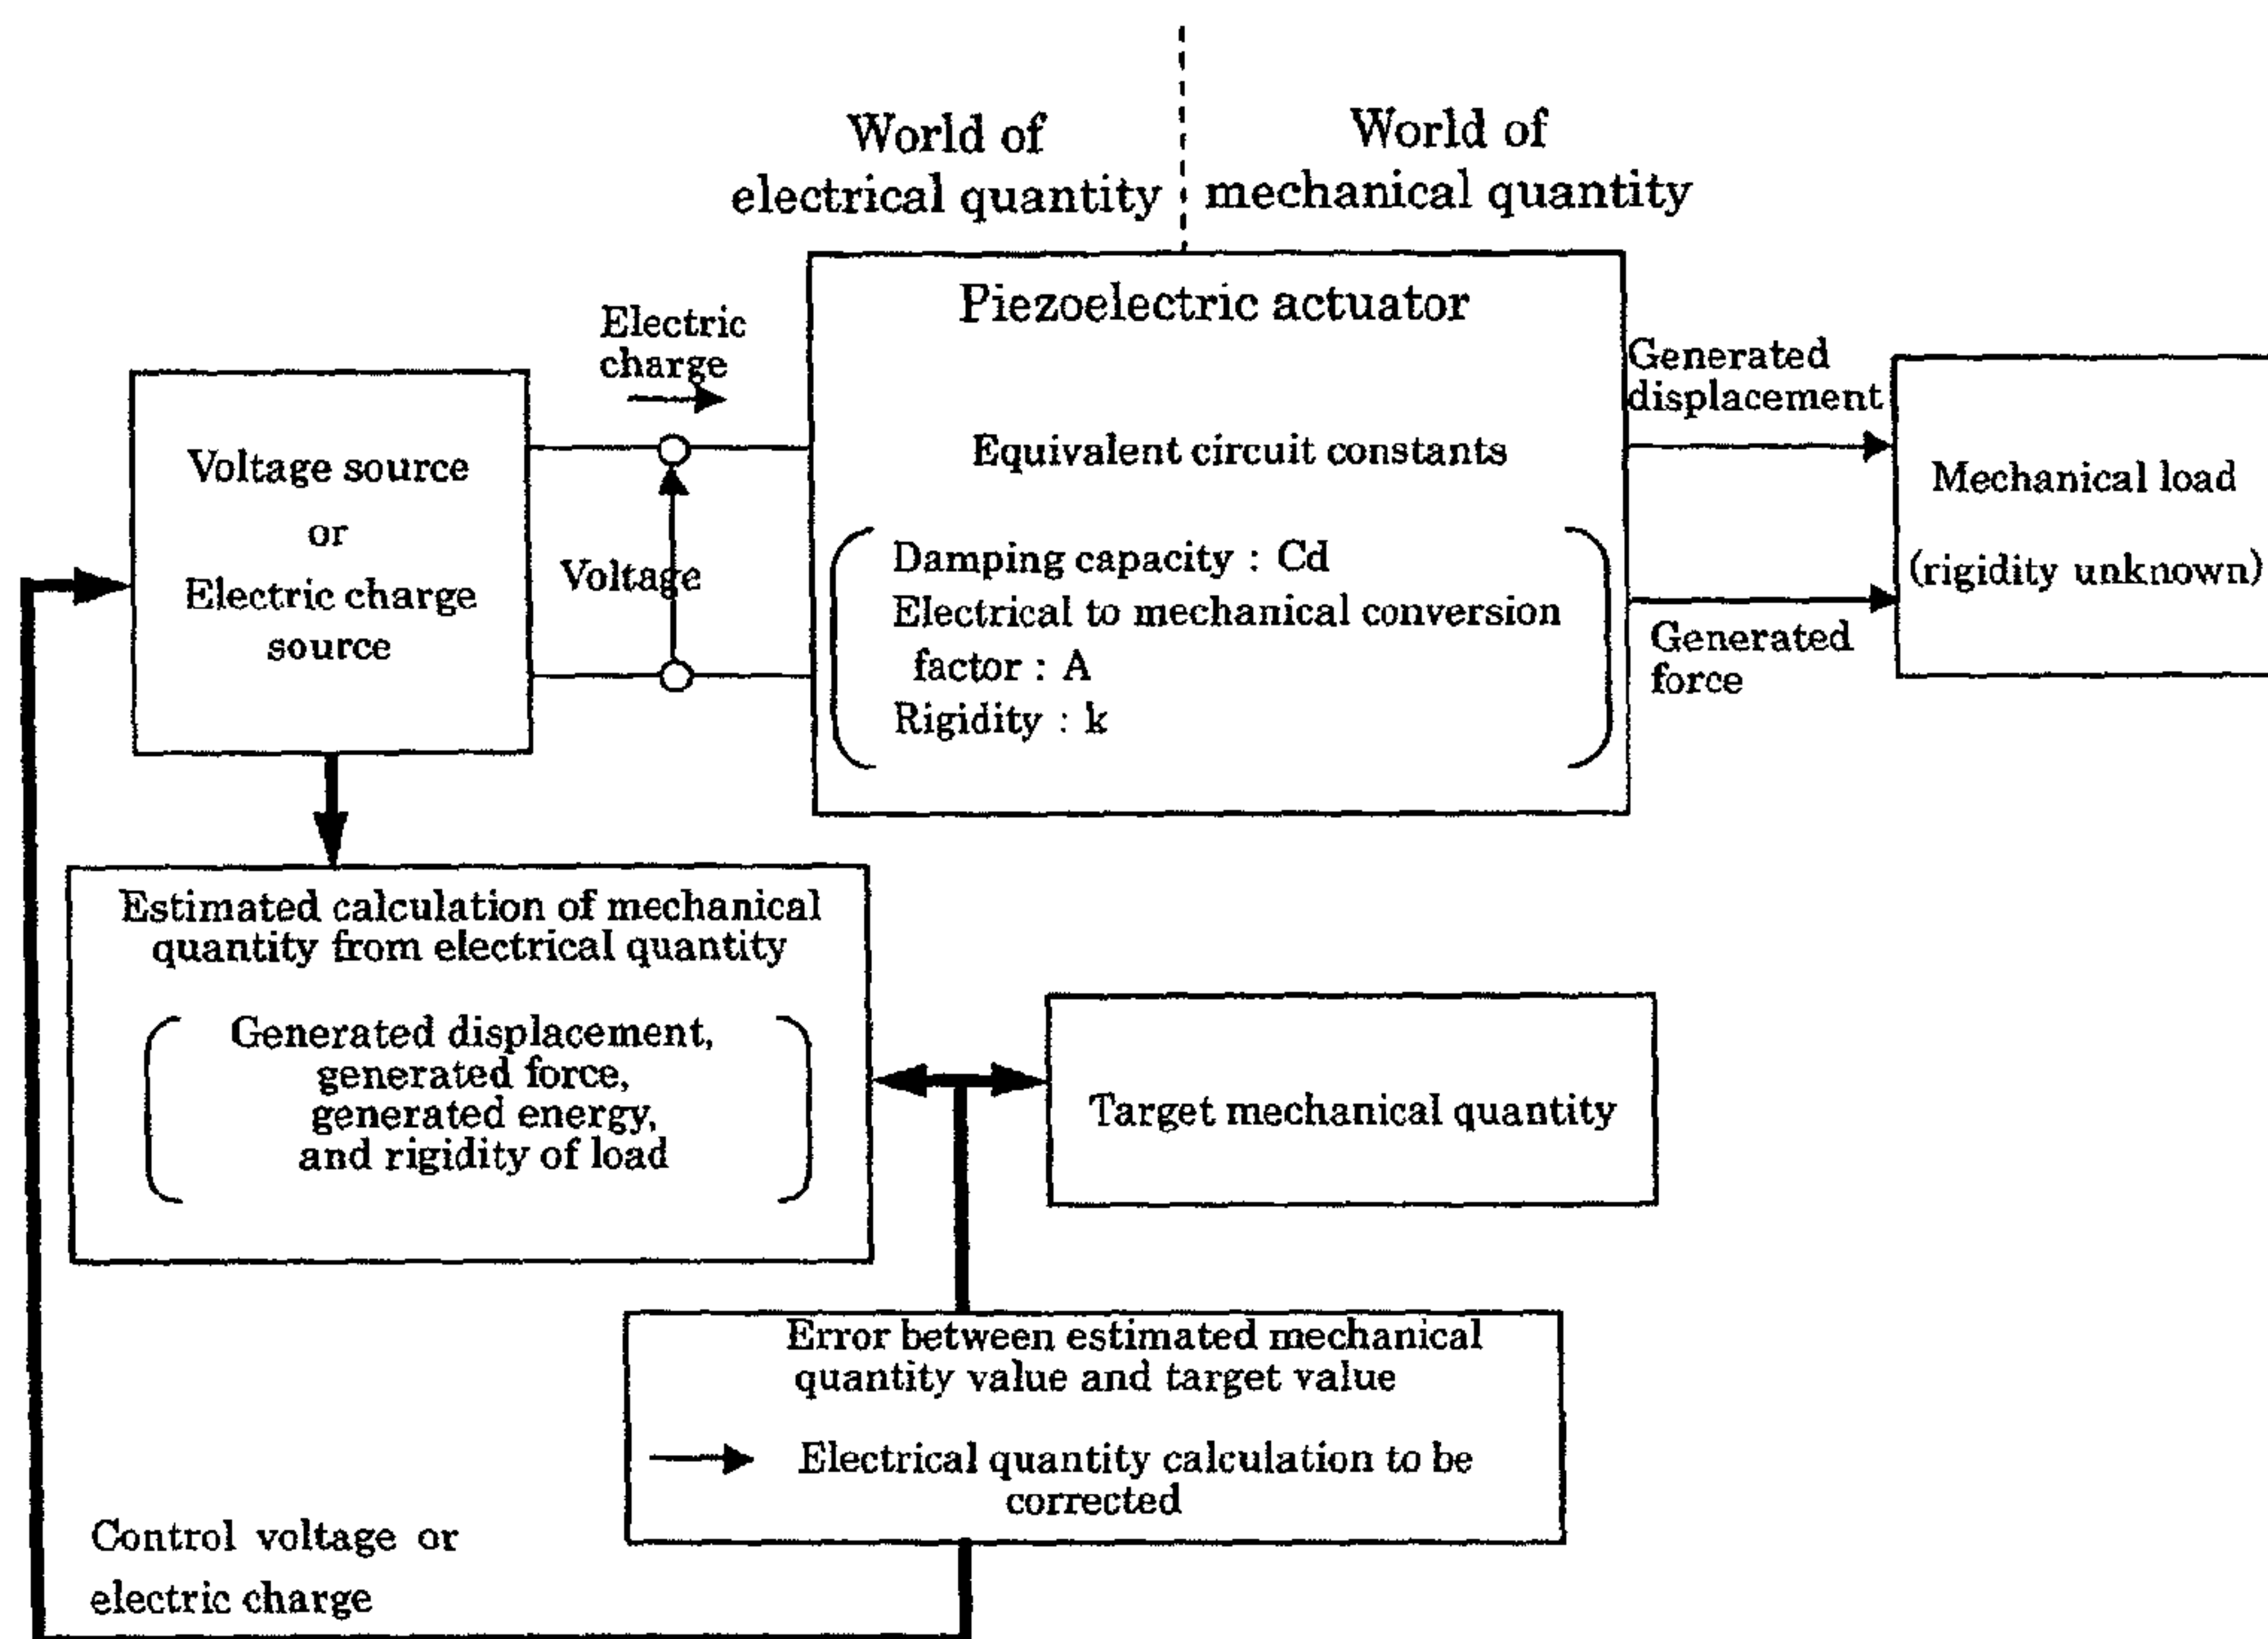 World of
electrical quantity
World of
mechanical quantity
Piezoelectric actuator
Electric
charge
Generated
displacement
Voltage source
or
Electric charge
source
Voltage
Equivalent circuit constants
Damping capacity : Cd
Electrical to mechanical conversion
factor : A
Rigidity : k
Mechanical load
(rigidity unknown)
Generated
force
Estimated calculation of mechanical
quantity from electrical quantity
Generated displacement,
generated force,
generated energy,
and rigidity of load
Target mechanical quantity
Error between estimated mechanical
quantity value and target value
Electrical quantity calculation to be
corrected
Control voltage or
electric charge